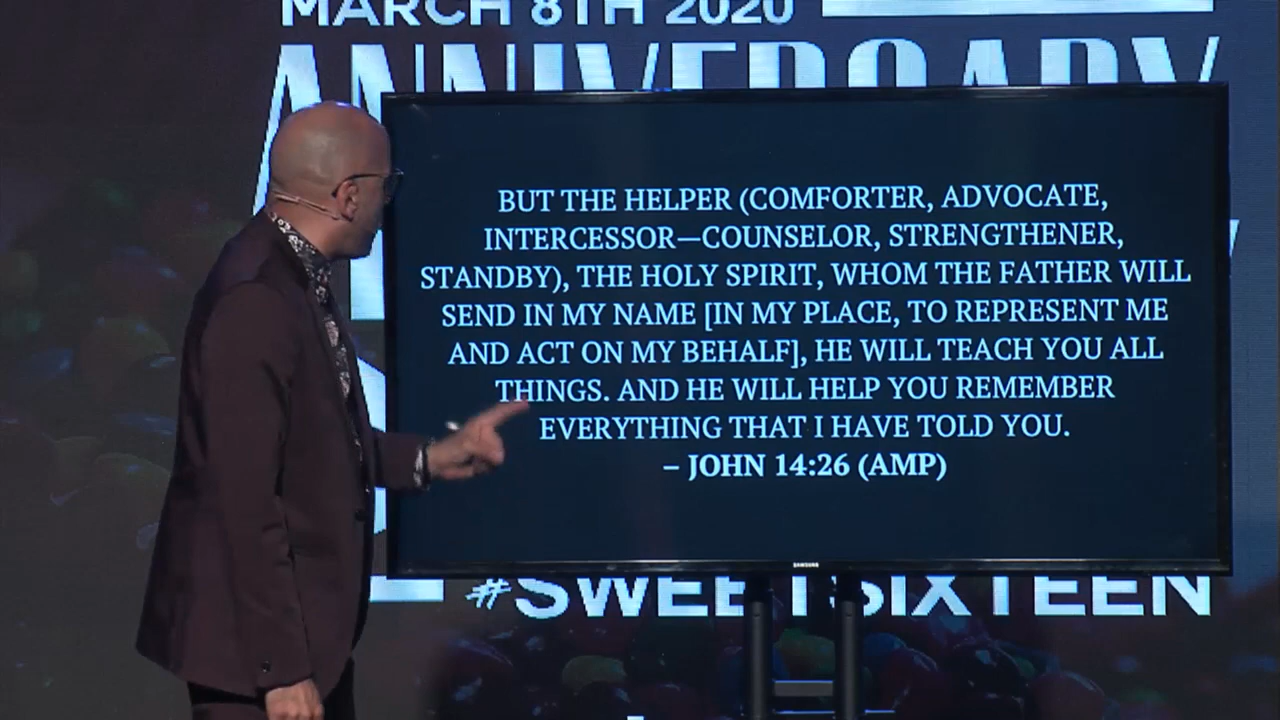 MARCH 8TH 2020
ANNIVERSARY
BUT THE HELPER (COMFORTER, ADVOCATE,
INTERCESSOR—COUNSELOR, STRENGTHENER,
STANDBY), THE HOLY SPIRIT, WHOM THE FATHER WILL
SEND IN MY NAME [IN MY PLACE, TO REPRESENT ME
AND ACT ON MY BEHALF], HE WILL TEACH YOU ALL
THINGS. AND HE WILL HELP YOU REMEMBER
EVERYTHING THAT I HAVE TOLD YOU.
– JOHN 14:26 (AMP)
SAMSUNG
#SWEETSIXTEEN